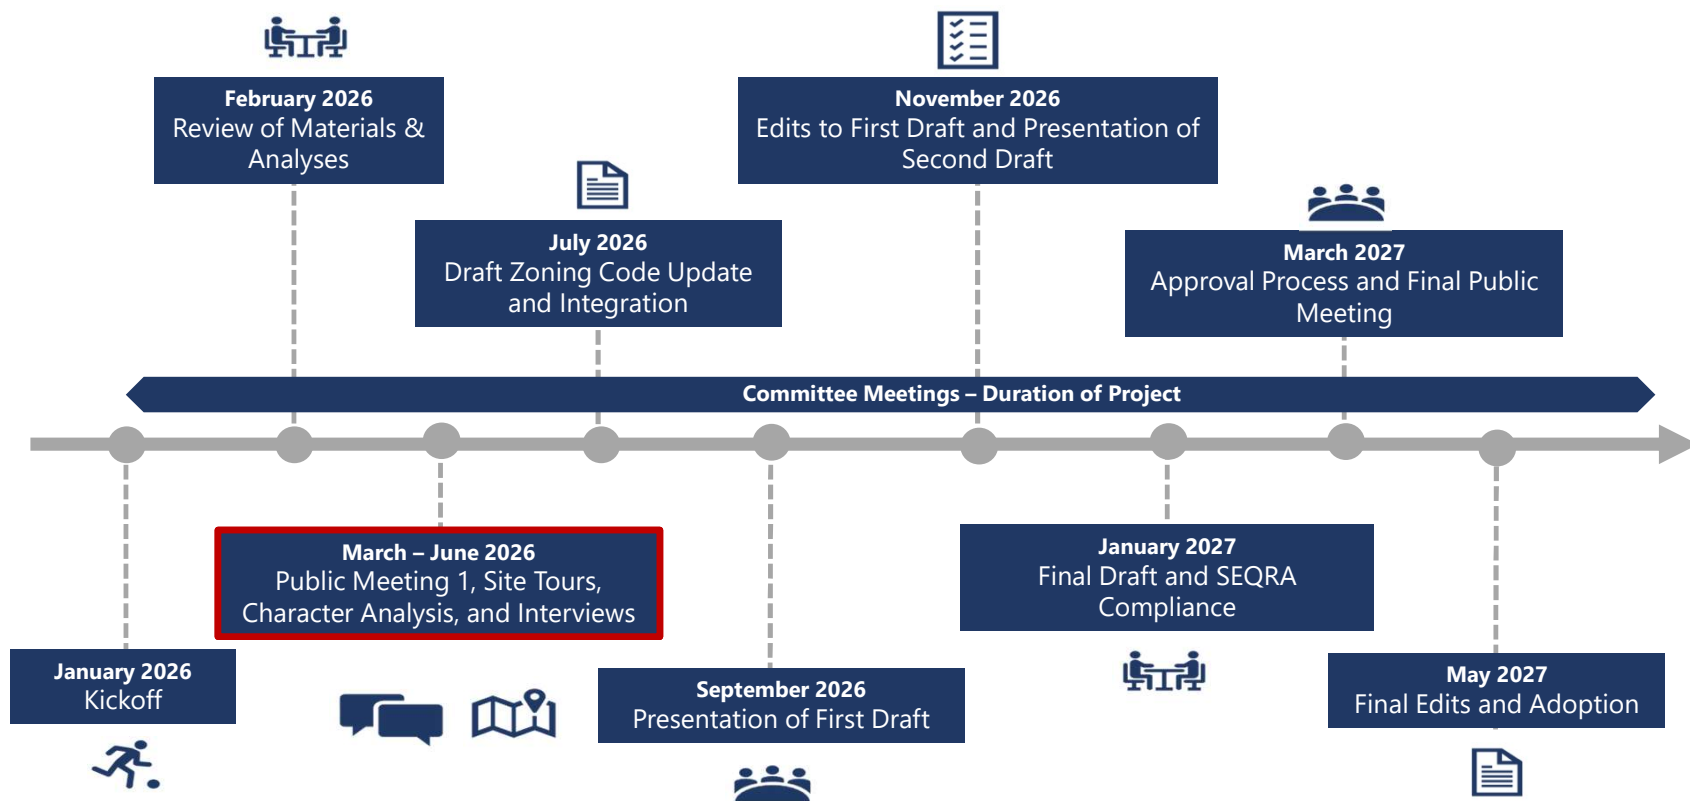 February 2026
Review of Materials &
Analyses
November 2026
Edits to First Draft and Presentation of
Second Draft
July 2026
Draft Zoning Code Update
and Integration
March 2027
Approval Process and Final Public
Meeting
Committee Meetings – Duration of Project
March – June 2026
Public Meeting 1, Site Tours,
Character Analysis, and Interviews
January 2027
Final Draft and SEQRA
Compliance
January 2026
Kickoff
September 2026
Presentation of First Draft
May 2027
Final Edits and Adoption